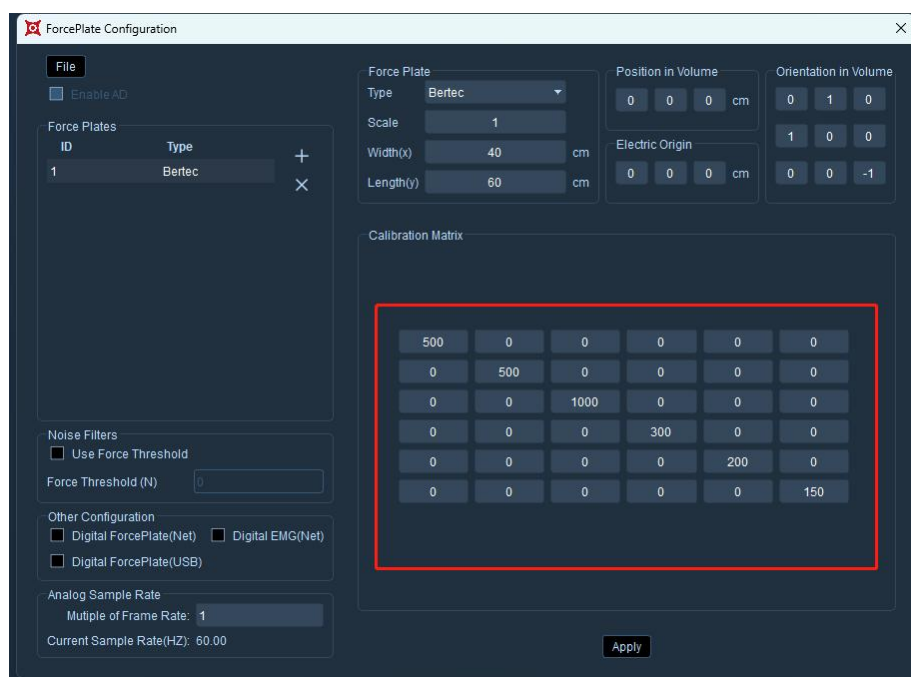 ForcePlate Configuration
File
Enable AD
Force Plates
ID Type
1 Bertec
Noise Filters
Use Force Threshold
Force Threshold (N) 0
Other Configuration
Digital ForcePlate(Net) Digital EMG(Net)
Digital ForcePlate(USB)
Analog Sample Rate
Mutiple of Frame Rate: 1
Current Sample Rate(HZ): 60.00
Force Plate
Type Bertec
Scale 1
Width(x) 40 cm
Length(y) 60 cm
Position in Volume
0 0 0 cm
Electric Origin
0 0 0 cm
Orientation in Volume
0 1 0
1 0 0
0 0 -1
Calibration Matrix
500 0 0 0 0 0
0 500 0 0 0 0
0 0 1000 0 0 0
0 0 0 300 0 0
0 0 0 0 200 0
0 0 0 0 0 150
Apply